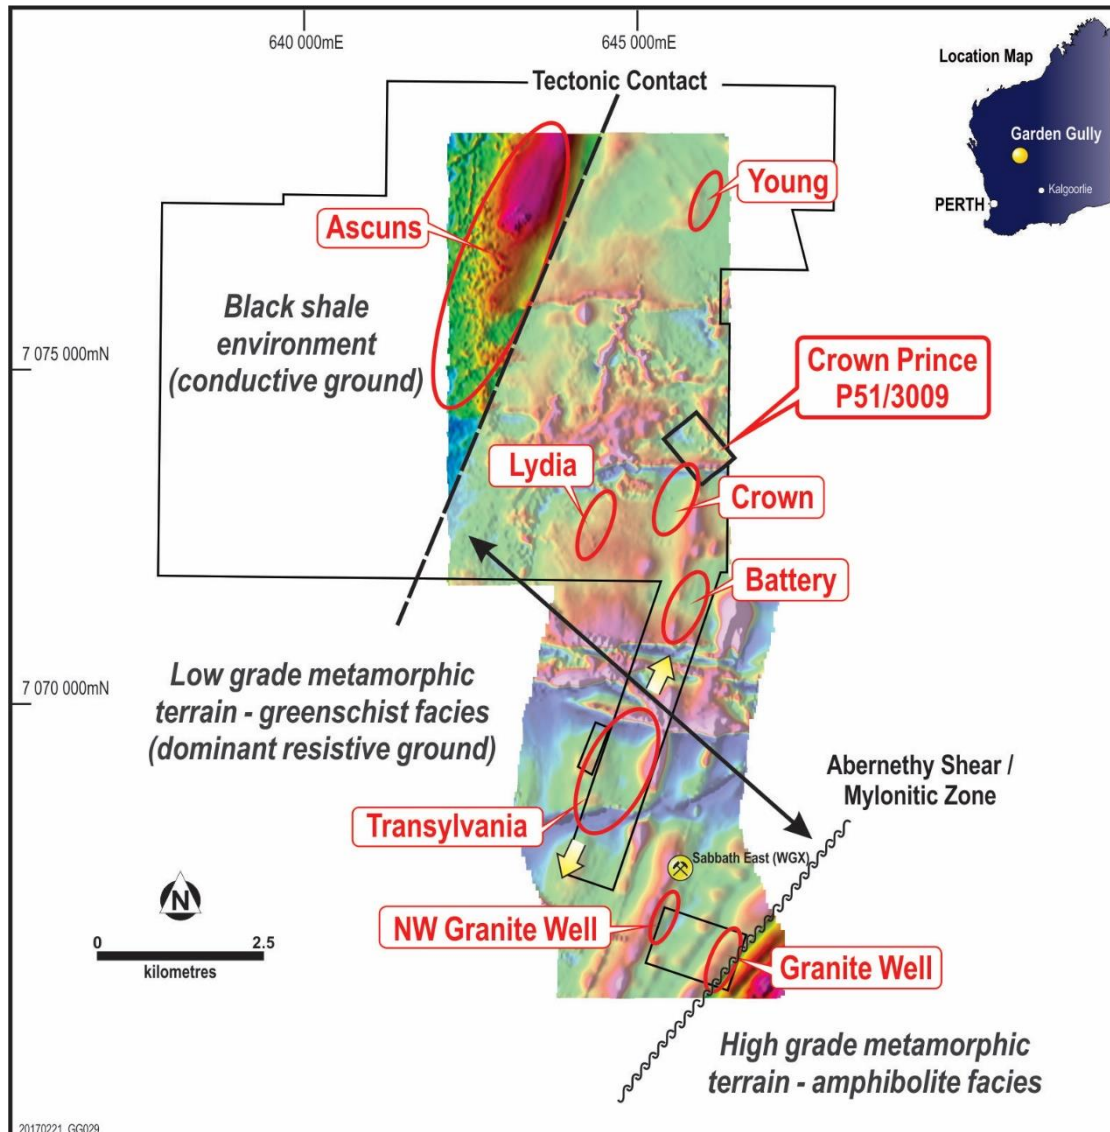 640 000mE
645 000mE
Tectonic Contact
Location Map
Garden Gully
Kalgoorlie
PERTH
Young
Ascuns
Black shale
environment
(conductive ground)
7 075 000mN
Crown Prince
P51/3009
Lydia
Crown
Battery
Low grade metamorphic
terrain - greenschist facies
(dominant resistive ground)
7 070 000mN
Abernethy Shear /
Mylonitic Zone
Transylvania
Sabbath East (WGX)
N
NW Granite Well
0
2.5
kilometres
Granite Well
High grade metamorphic
terrain - amphibolite facies
20170221_GG029